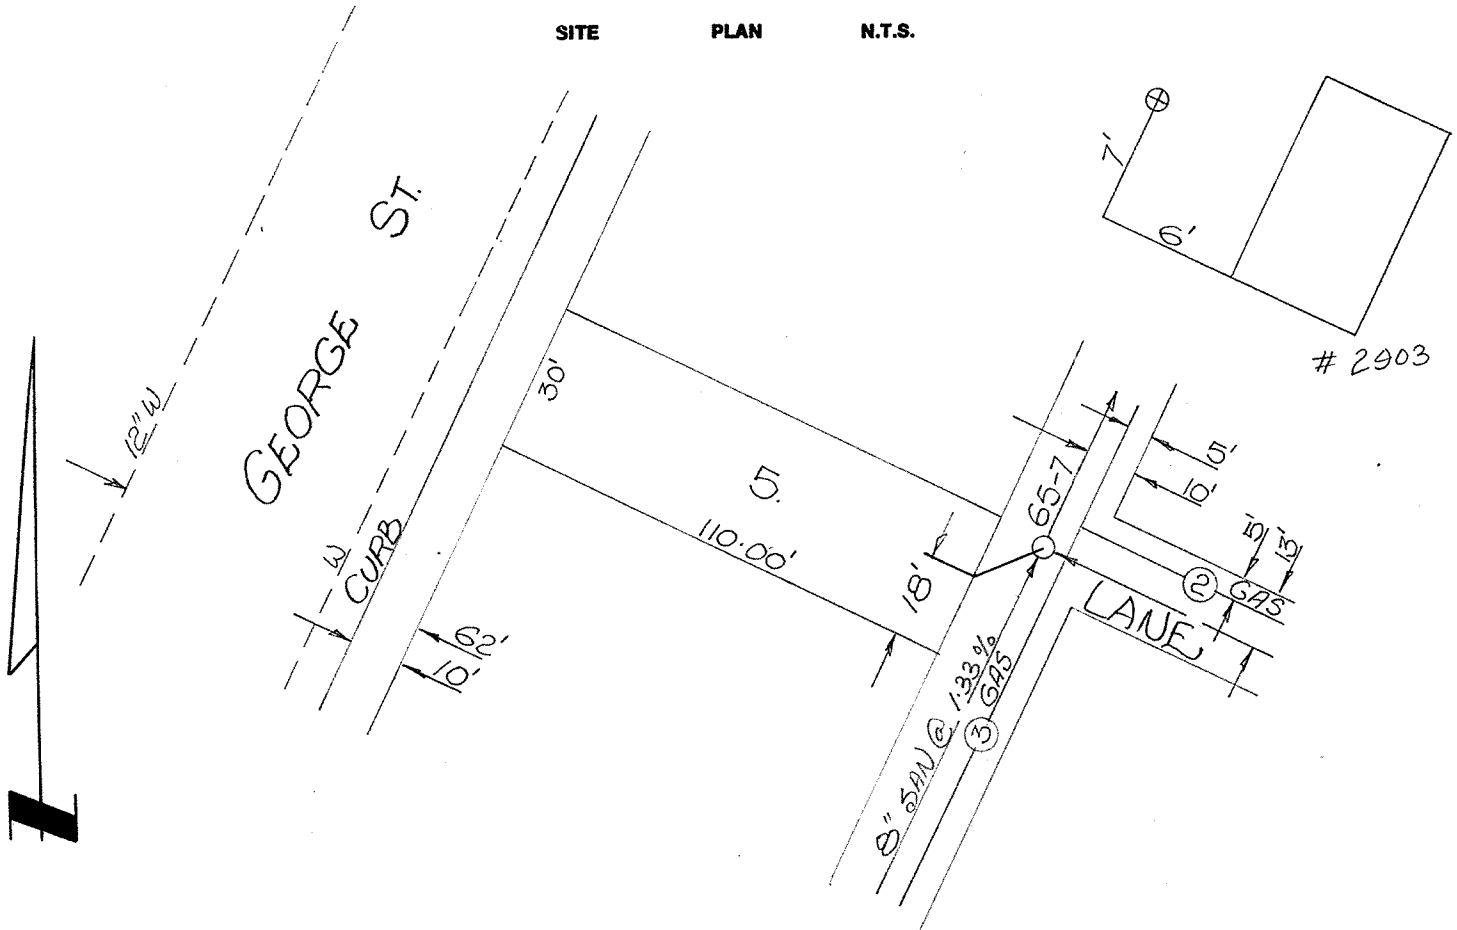 SITE PLAN N.T.S.
7'
6'
# 2903
GEORGE ST.
12" W
W
CURB
30'
62'
10'
5.
110.00'
18'
65-7
5'
10'
5'
13'
2
GAS
LANE
8" SAN @ 1.33%
GAS
3